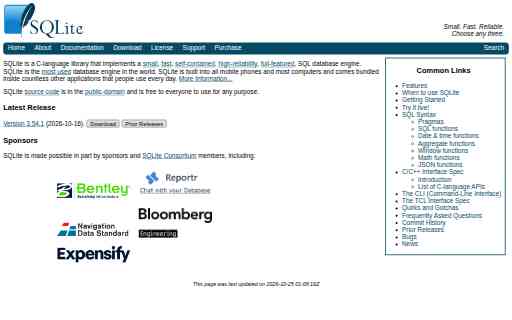 SQLite
Small. Fast. Reliable.
Choose any three.
Home About Documentation Download License Support Purchase Search
SQLite is a C-language library that implements a small, fast, self-contained, high-reliability, full-featured, SQL database engine.
SQLite is the most used database engine in the world. SQLite is built into all mobile phones and most computers and comes bundled
inside countless other applications that people use every day. More Information...
SQLite source code is in the public-domain and is free to everyone to use for any purpose.
Latest Release
Version 3.54.1 (2026-10-16). Download Prior Releases
Sponsors
SQLite is made possible in part by sponsors and SQLite Consortium members, including:
Bentley
Reportr
Chat with your Database
Navigation
Data Standard
Bloomberg
Engineering
Expensify
Common Links
Features
When to use SQLite
Getting Started
Try it live!
SQL Syntax
Pragmas
SQL functions
Date & time functions
Aggregate functions
Window functions
Math functions
JSON functions
C/C++ Interface Spec
Introduction
List of C-language APIs
The CLI (Command-Line Interface)
The TCL Interface Spec
Quirks and Gotchas
Frequently Asked Questions
Commit History
Prior Releases
Bugs
News
This page was last updated on